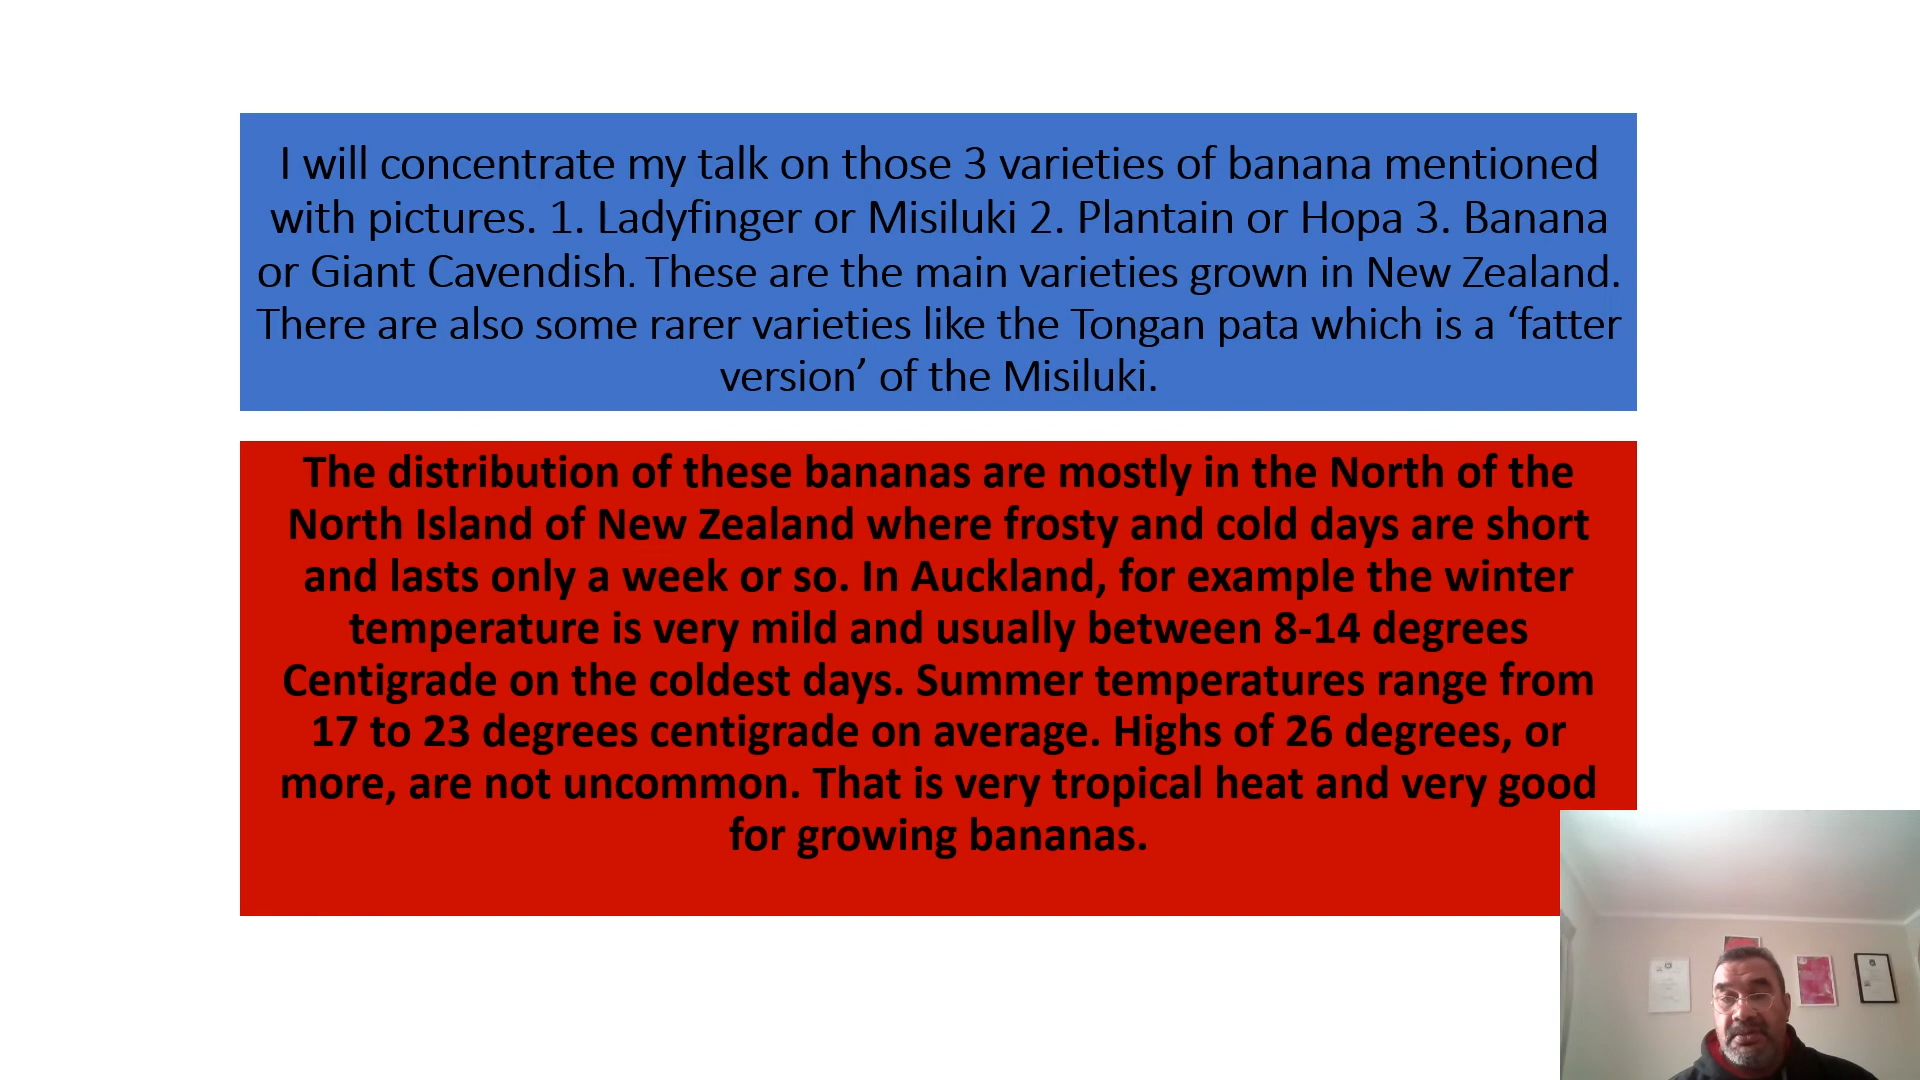 I will concentrate my talk on those 3 varieties of banana mentioned
with pictures. 1. Ladyfinger or Misiluki 2. Plantain or Hopa 3. Banana
or Giant Cavendish. These are the main varieties grown in New Zealand.
There are also some rarer varieties like the Tongan pata which is a ‘fatter
version’ of the Misiluki.
The distribution of these bananas are mostly in the North of the
North Island of New Zealand where frosty and cold days are short
and lasts only a week or so. In Auckland, for example the winter
temperature is very mild and usually between 8-14 degrees
Centigrade on the coldest days. Summer temperatures range from
17 to 23 degrees centigrade on average. Highs of 26 degrees, or
more, are not uncommon. That is very tropical heat and very good
for growing bananas.